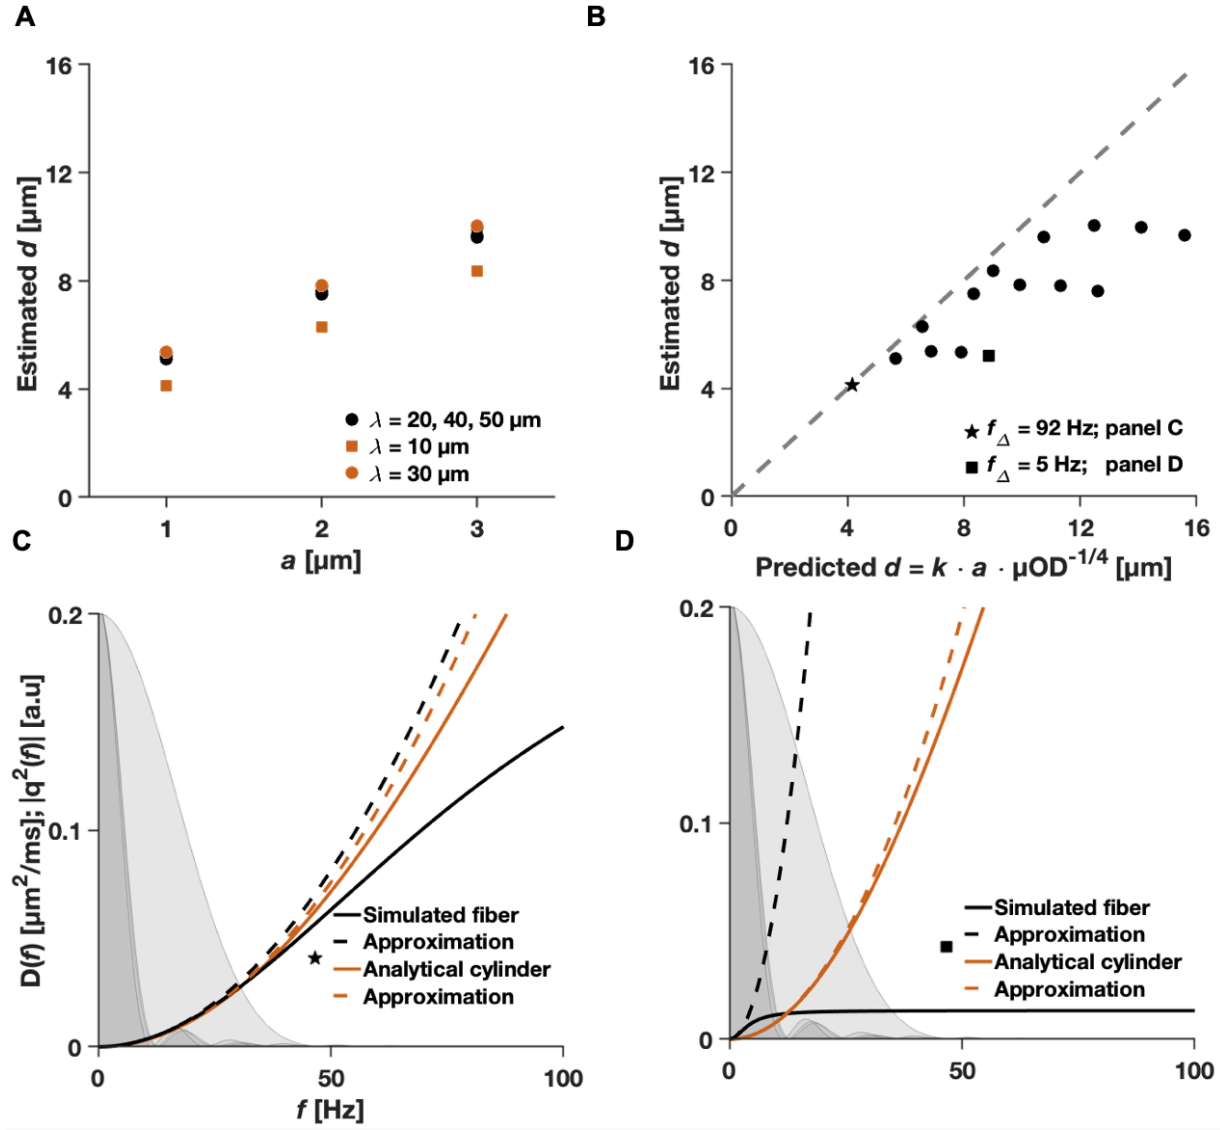 A
B
16
12
8
4
0
Estimated d [µm]
λ = 20, 40, 50 µm
λ = 10 µm
λ = 30 µm
1
2
3
a [µm]
16
12
8
4
0
Estimated d [µm]
f Δ = 92 Hz; panel C
f Δ = 5 Hz; panel D
0
4
8
12
16
Predicted d = k · a · µOD-1/4 [µm]
C
D
0.2
0.1
0
D(f) [µm2/ms]; |q2(f)| [a.u]
Simulated fiber
Approximation
Analytical cylinder
Approximation
0
50
100
f [Hz]
0.2
0.1
0
Simulated fiber
Approximation
Analytical cylinder
Approximation
0
50
100